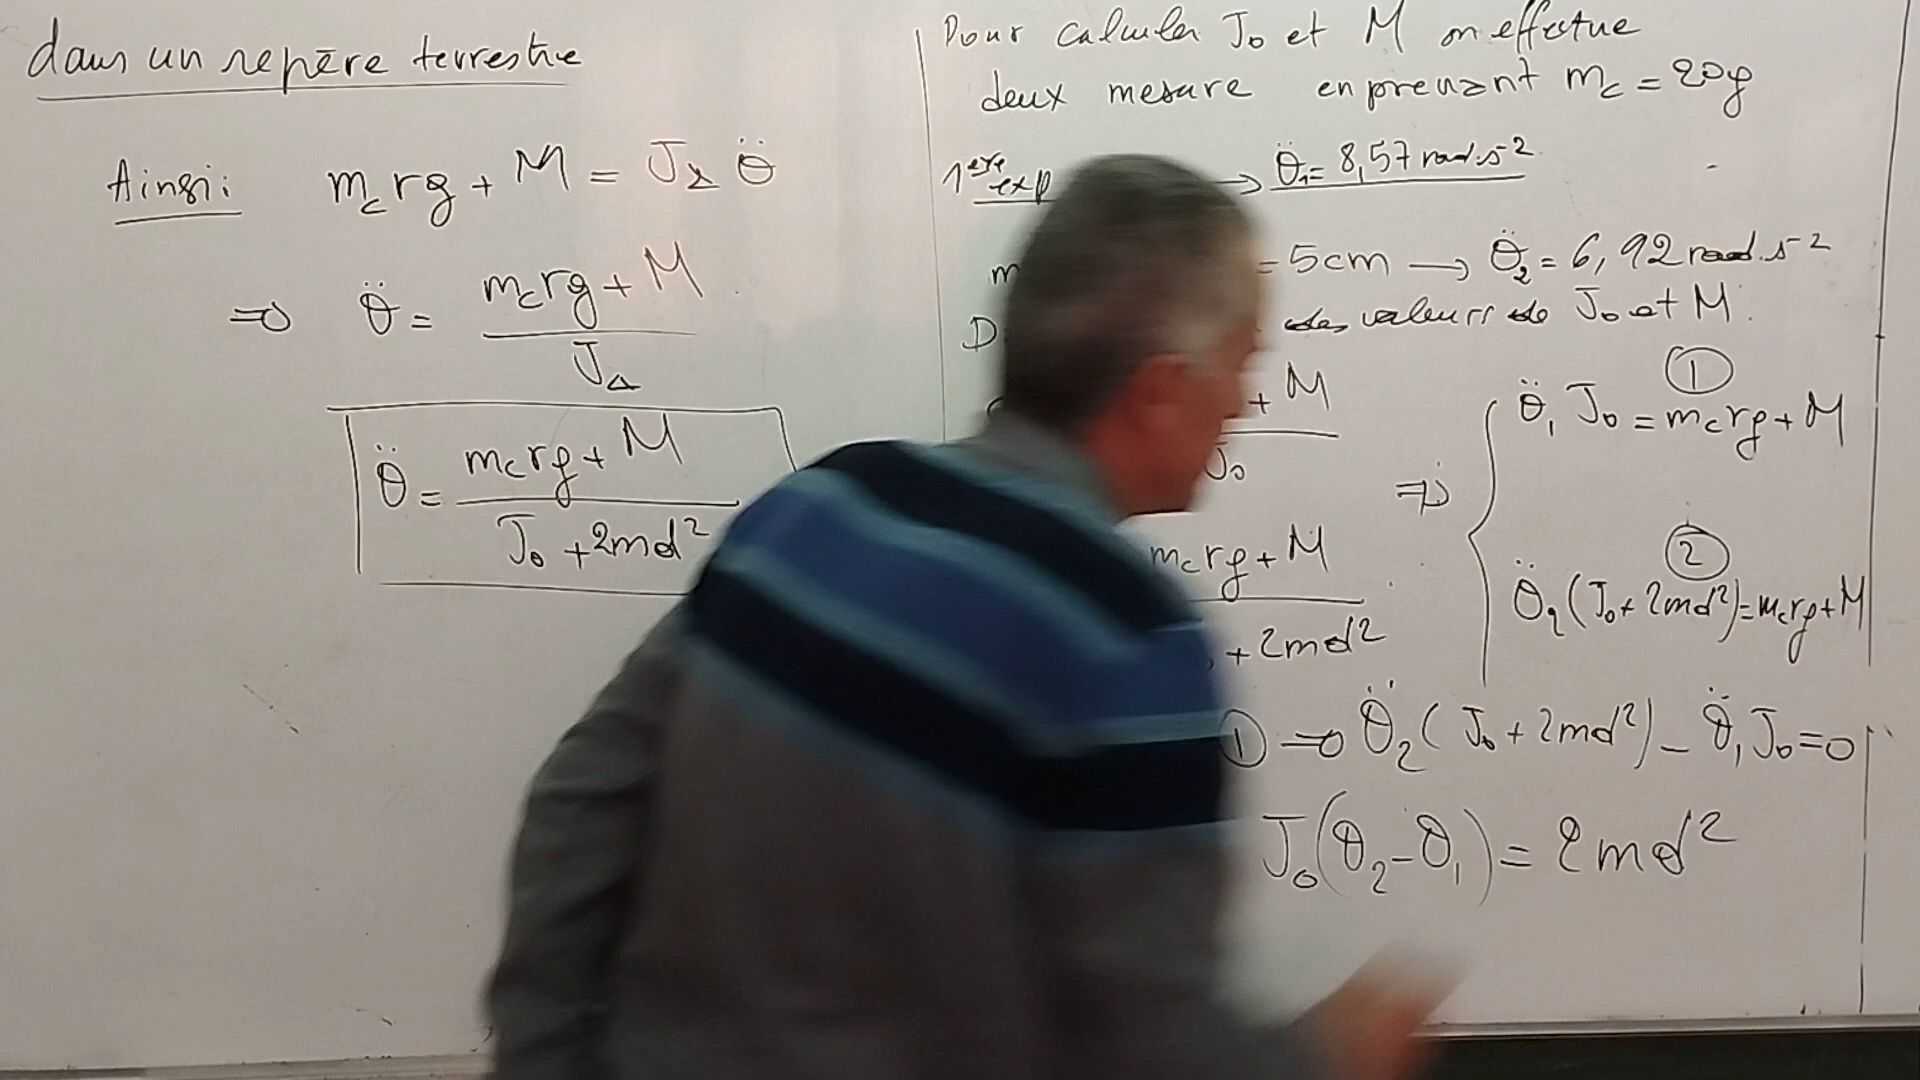 dans un repère terrestre
Ainsi: m_c r g + M = J_Δ θ̈
=> θ̈ = (m_c r g + M) / J_Δ
θ̈ = (m_c r g + M) / (J_0 + 2md²)
Pour calculer J_0 et M on effectue
deux mesure en prenant m_c = 20g
1ere exp → θ̈_1 = 8,57 rad.s-2
= 5cm → θ̈_2 = 6,92 rad.s-2
des valeurs de J_0 et M.
+ M
J_0
m_c r g + M
+ 2md²
=>
①
θ̈_1 J_0 = m_c r g + M
②
θ̈_2 (J_0 + 2md²) = m_c r g + M
① => θ̈_2 (J_0 + 2md²) - θ̈_1 J_0 = 0
J_0 (θ̈_2 - θ̈_1) = 2md²